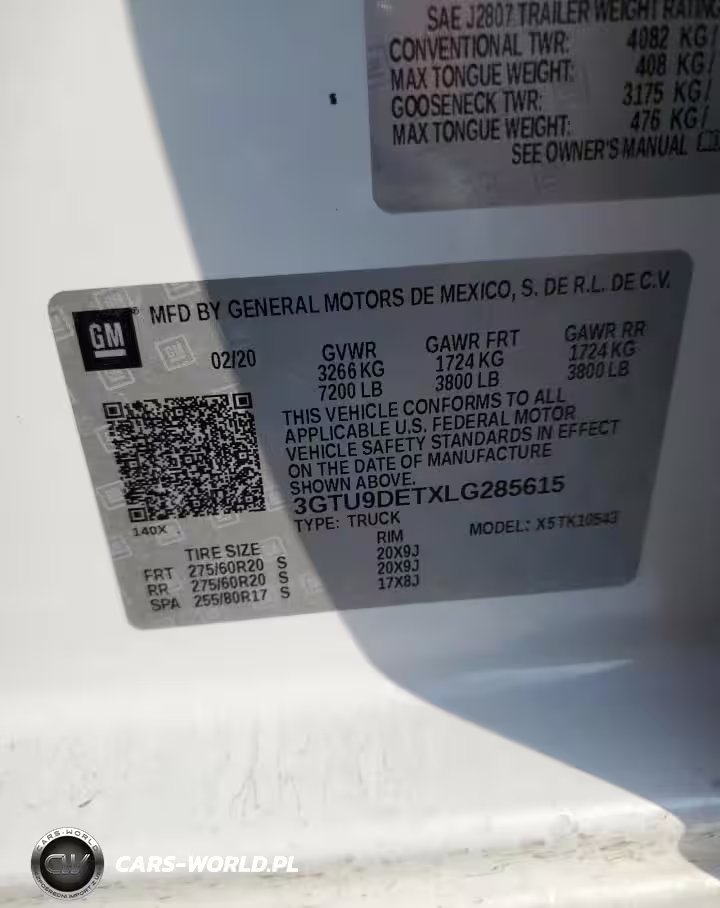 SAE J2807 TRAILER WEIGHT RATING
CONVENTIONAL TWR: 4082 KG/
MAX TONGUE WEIGHT: 408 KG/
GOOSENECK TWR: 3175 KG/
MAX TONGUE WEIGHT: 476 KG/
SEE OWNER'S MANUAL
GM
MFD BY GENERAL MOTORS DE MEXICO, S. DE R.L. DE C.V.
02/20 GVWR GAWR FRT GAWR RR
3266 KG 1724 KG 1724 KG
7200 LB 3800 LB 3800 LB
THIS VEHICLE CONFORMS TO ALL
APPLICABLE U.S. FEDERAL MOTOR
VEHICLE SAFETY STANDARDS IN EFFECT
ON THE DATE OF MANUFACTURE
SHOWN ABOVE.
3GTU9DETXLG285615
140X TYPE: TRUCK MODEL: X5TK10543
TIRE SIZE RIM
FRT 275/60R20 S 20X9J
RR 275/60R20 S 20X9J
SPA 255/80R17 S 17X8J
CARS-WORLD
CW
CARS-WORLD.PL